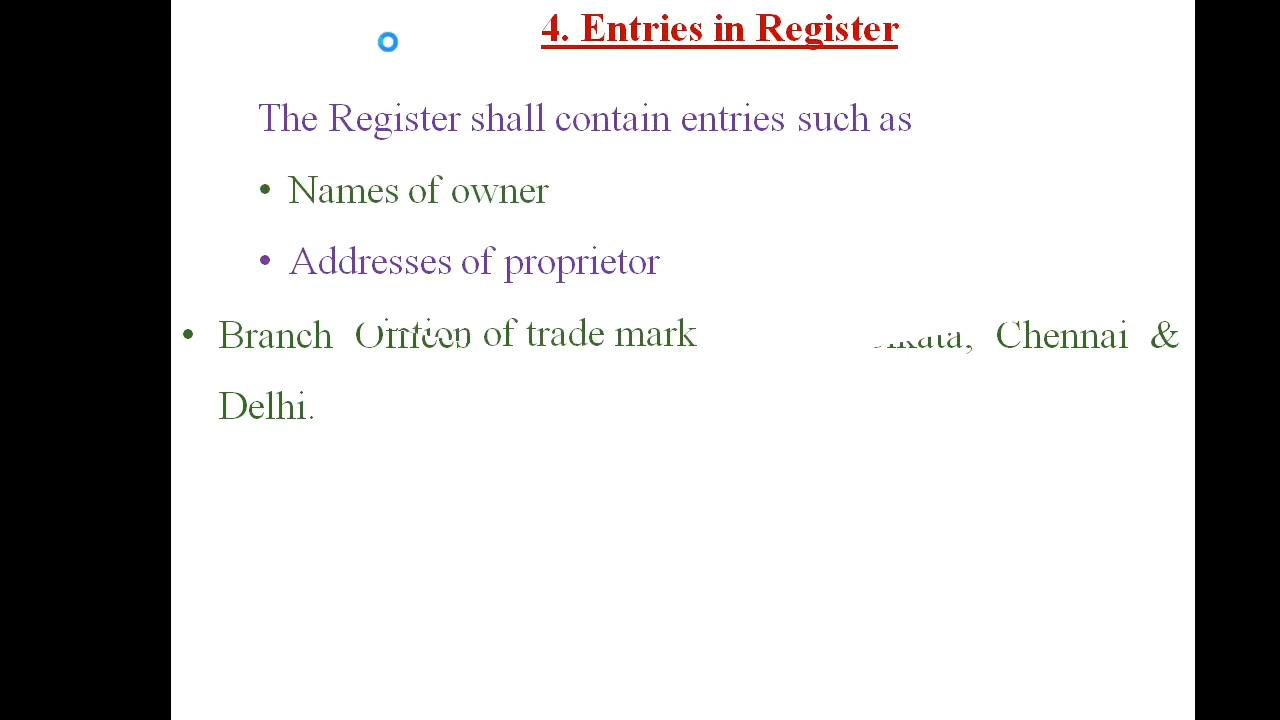 4. Entries in Register
The Register shall contain entries such as
• Names of owner
• Addresses of proprietor
• Branch of trade mark Chennai &
Delhi.